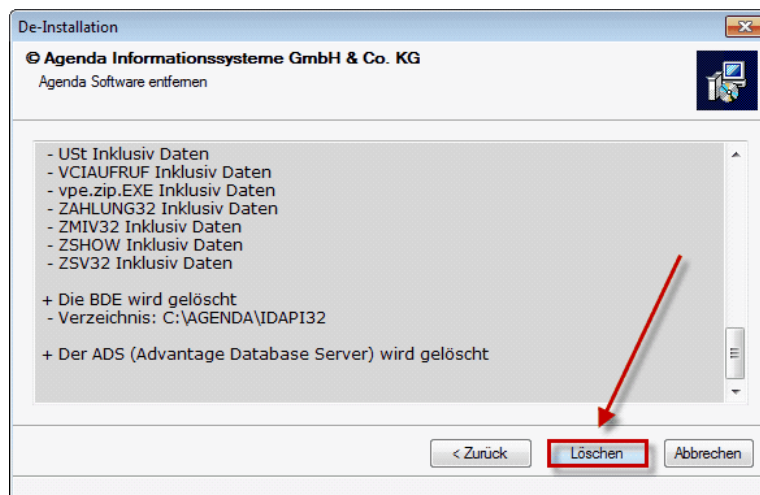 De-Installation
© Agenda Informationssysteme GmbH & Co. KG
Agenda Software entfernen
- USt Inklusiv Daten
- VCIAUFRUF Inklusiv Daten
- vpe.zip.EXE Inklusiv Daten
- ZAHLUNG32 Inklusiv Daten
- ZMIV32 Inklusiv Daten
- ZSHOW Inklusiv Daten
- ZSV32 Inklusiv Daten
+ Die BDE wird gelöscht
- Verzeichnis: C:\AGENDA\IDAPI32
+ Der ADS (Advantage Database Server) wird gelöscht
< Zurück Löschen Abbrechen